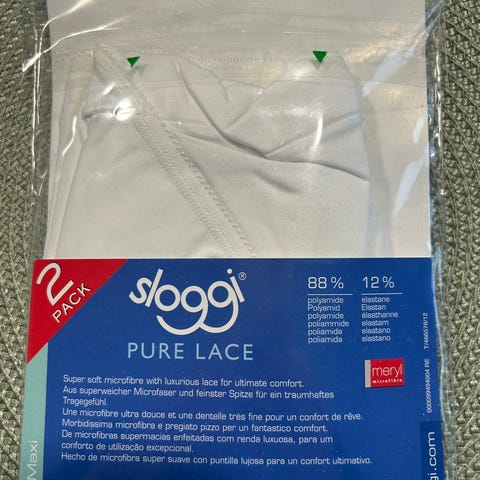 2
PACK
sloggi®
PURE LACE
88 % 12 %
polyamide elastane
Polyamid Elastan
polyamide élasthanne
poliammide elastam
poliamida elastano
poliamida elastano
meryl
microfibre
Super soft microfibre with luxurious lace for ultimate comfort.
Aus superweicher Microfaser und feinster Spitze für ein traumhaftes
Tragegefühl.
Une microfibre ultra douce et une dentelle très fine pour un confort de rêve.
Morbidissima microfibra e pregiato pizzo per un fantastico comfort.
De microfibras supermacias enfeitadas com renda luxuosa, para um
conforto de utilização excepcional.
Hecho de microfibra super suave con puntilla lujosa para un confort ultimativo.
Maxi
ggi.com